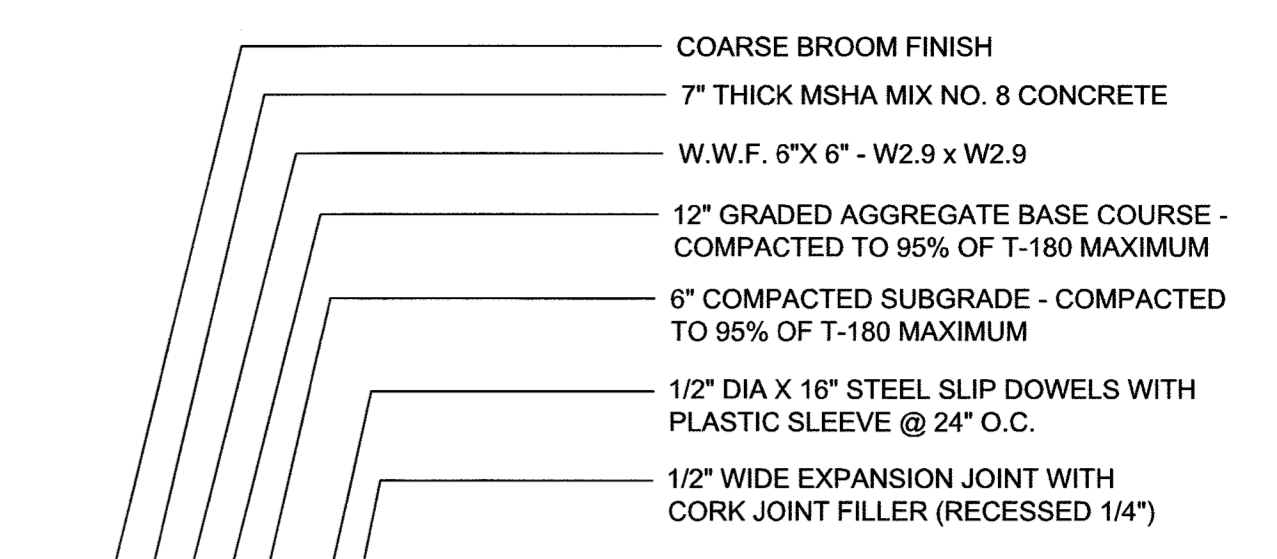 COARSE BROOM FINISH
7" THICK MSHA MIX NO. 8 CONCRETE
W.W.F. 6"X 6" - W2.9 x W2.9
12" GRADED AGGREGATE BASE COURSE -
COMPACTED TO 95% OF T-180 MAXIMUM
6" COMPACTED SUBGRADE - COMPACTED
TO 95% OF T-180 MAXIMUM
1/2" DIA X 16" STEEL SLIP DOWELS WITH
PLASTIC SLEEVE @ 24" O.C.
1/2" WIDE EXPANSION JOINT WITH
CORK JOINT FILLER (RECESSED 1/4")